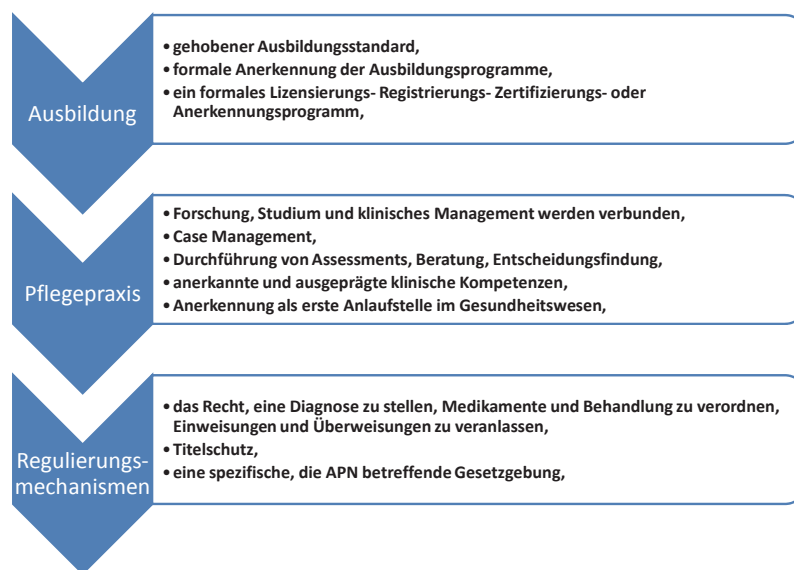 Ausbildung
• gehobener Ausbildungsstandard,
• formale Anerkennung der Ausbildungsprogramme,
• ein formales Lizensierungs- Registrierungs- Zertifizierungs- oder
Anerkennungsprogramm,
Pflegepraxis
• Forschung, Studium und klinisches Management werden verbunden,
• Case Management,
• Durchführung von Assessments, Beratung, Entscheidungsfindung,
• anerkannte und ausgeprägte klinische Kompetenzen,
• Anerkennung als erste Anlaufstelle im Gesundheitswesen,
Regulierungs-
mechanismen
• das Recht, eine Diagnose zu stellen, Medikamente und Behandlung zu verordnen,
Einweisungen und Überweisungen zu veranlassen,
• Titelschutz,
• eine spezifische, die APN betreffende Gesetzgebung,